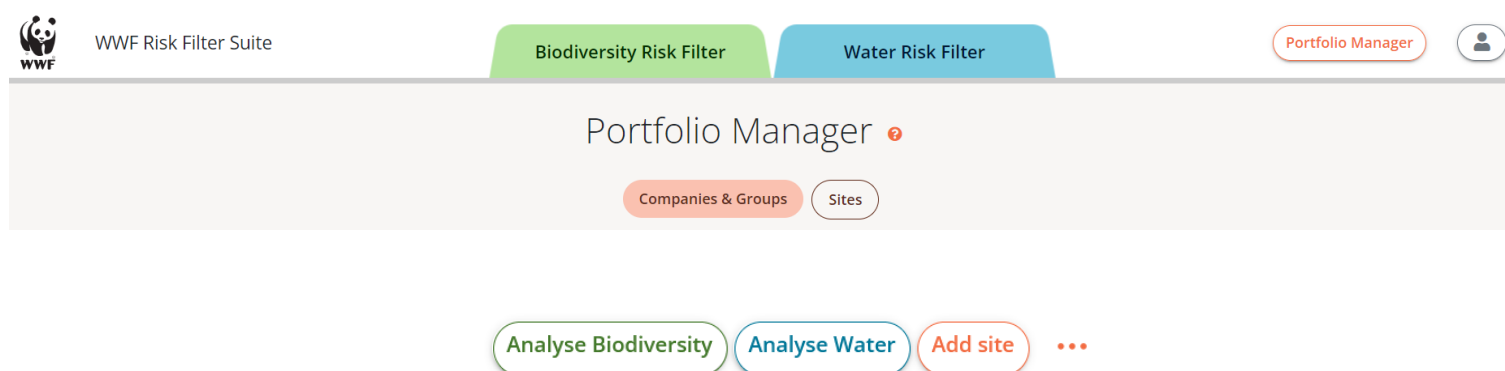 WWF
WWF Risk Filter Suite
Biodiversity Risk Filter
Water Risk Filter
Portfolio Manager
Portfolio Manager ?
Companies & Groups
Sites
Analyse Biodiversity
Analyse Water
Add site
...